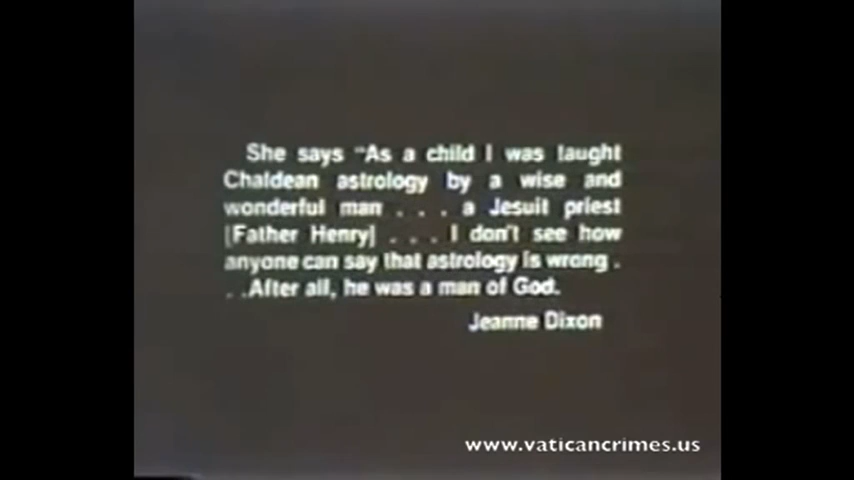 She says "As a child I was taught
Chaldean astrology by a wise and
wonderful man . . . a Jesuit priest
[Father Henry] . . . I don't see how
anyone can say that astrology is wrong .
. .After all, he was a man of God.
Jeanne Dixon
www.vaticancrimes.us